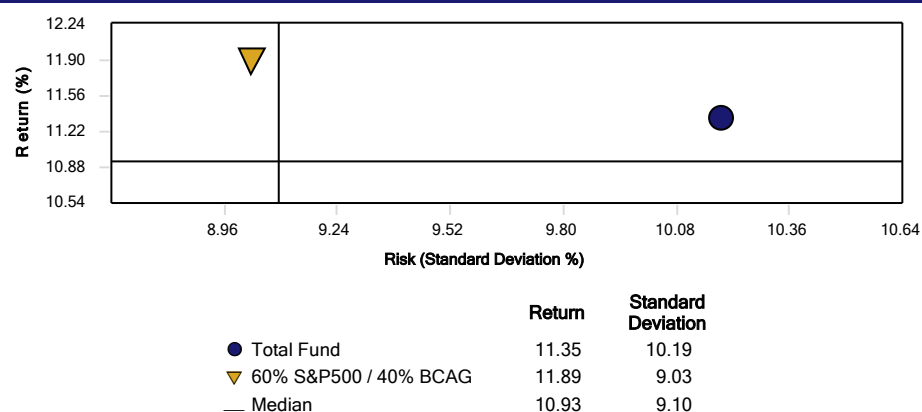 12.24
11.90
11.56
11.22
10.88
10.54
Return (%)
8.96 9.24 9.52 9.80 10.08 10.36 10.64
Risk (Standard Deviation %)
Return Standard Deviation
Total Fund 11.35 10.19
60% S&P500 / 40% BCAG 11.89 9.03
Median 10.93 9.10